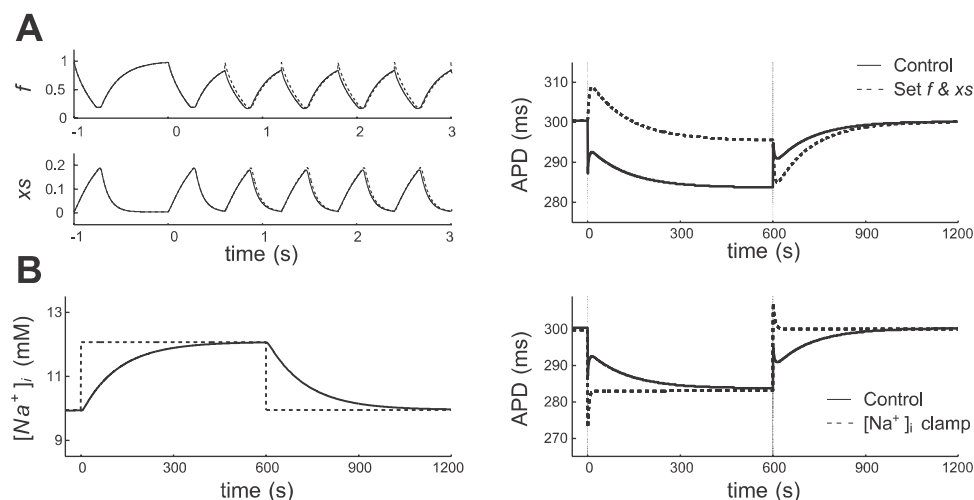 A
f
1
0.5
0
-1
0
1
2
3
xs
0.2
0.1
0
-1
0
1
2
3
time (s)
APD (ms)
310
300
290
280
0
300
600
900
1200
time (s)
Control
Set f & xs
B
[Na+]i (mM)
13
11
9
0
300
600
900
1200
time (s)
APD (ms)
300
290
280
270
265
0
300
600
900
1200
time (s)
Control
[Na+]i clamp